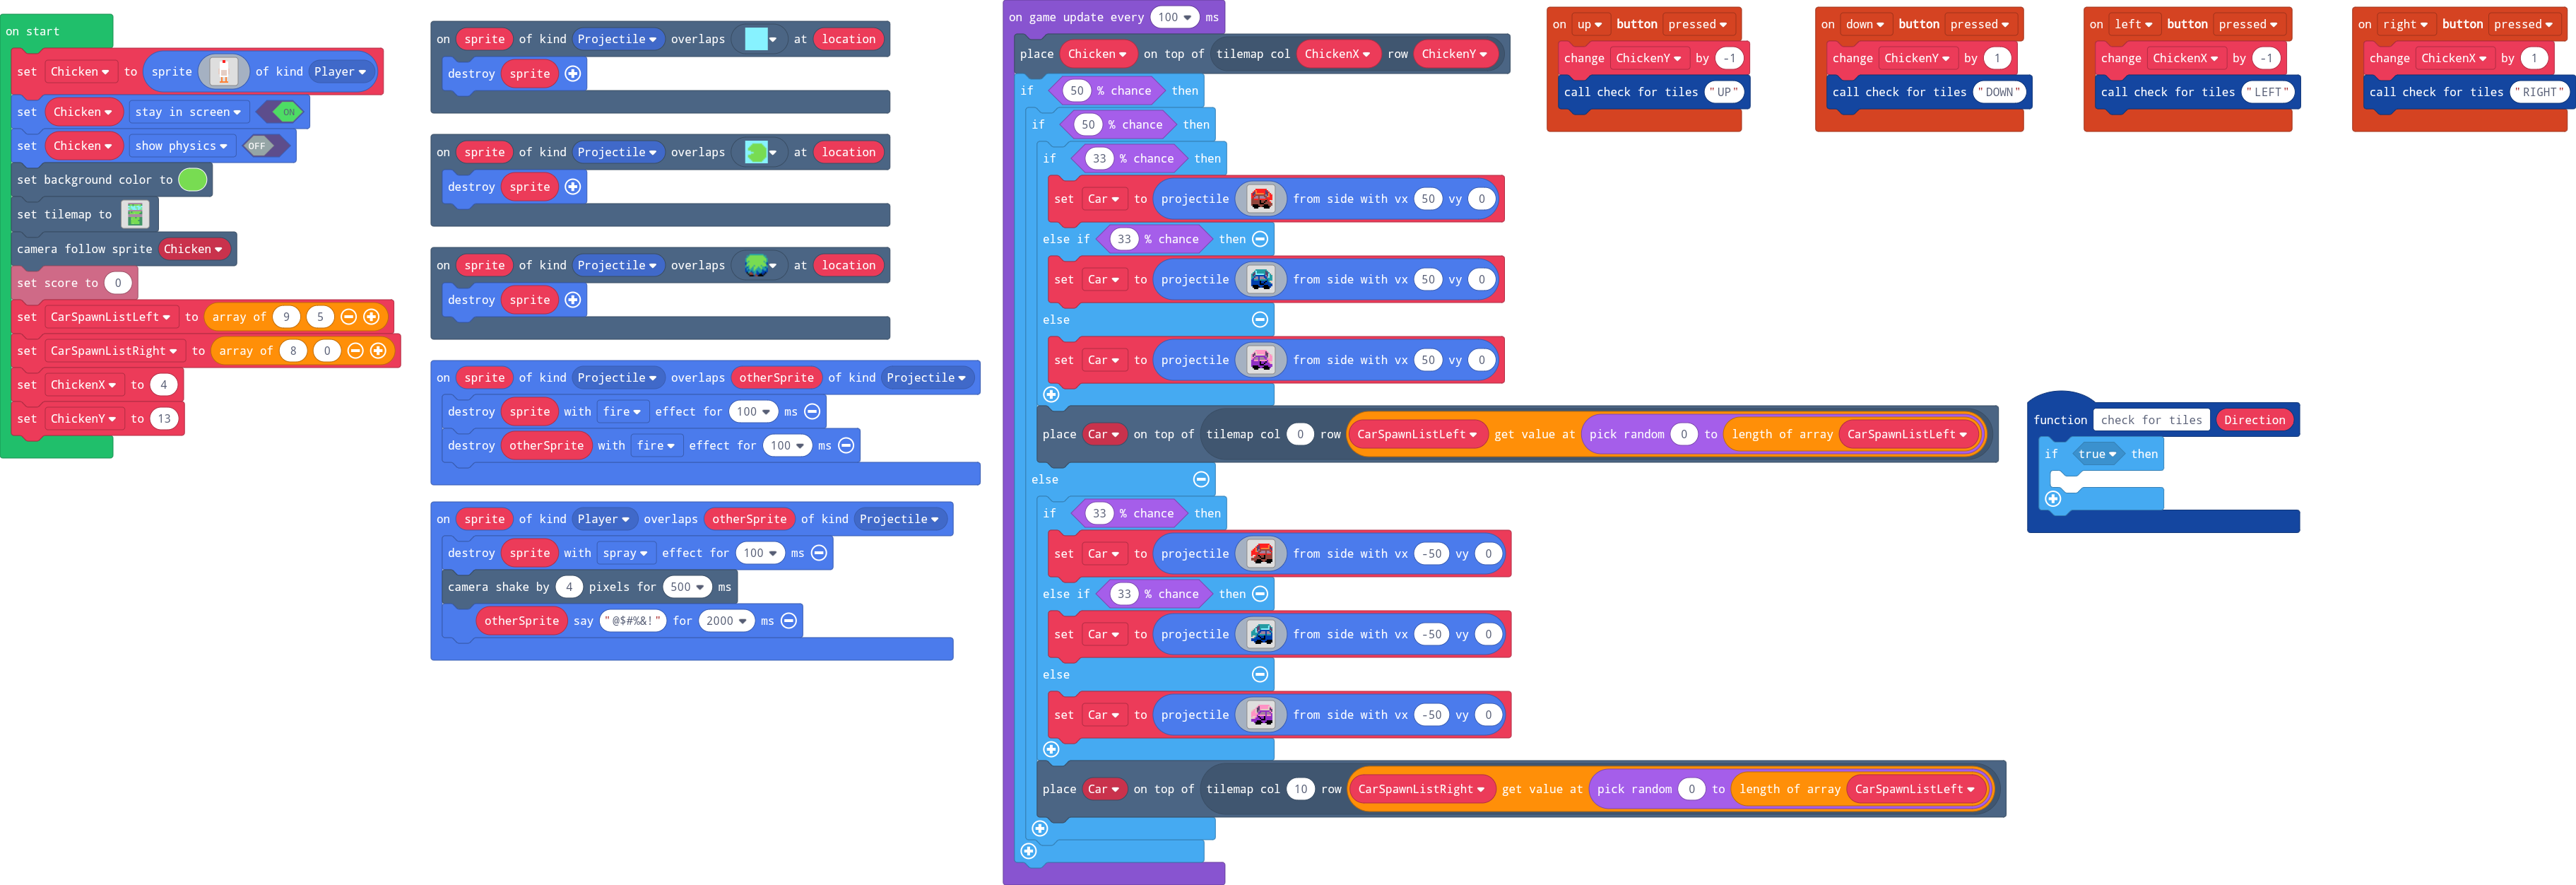 on start
set Chicken to sprite of kind Player
set Chicken stay in screen ON
set Chicken show physics OFF
set background color to
set tilemap to
camera follow sprite Chicken
set score to 0
set CarSpawnListLeft to array of 9 5
set CarSpawnListRight to array of 8 0
set ChickenX to 4
set ChickenY to 13
on sprite of kind Projectile overlaps at location
destroy sprite
on sprite of kind Projectile overlaps at location
destroy sprite
on sprite of kind Projectile overlaps at location
destroy sprite
on sprite of kind Projectile overlaps otherSprite of kind Projectile
destroy sprite with fire effect for 100 ms
destroy otherSprite with fire effect for 100 ms
on sprite of kind Player overlaps otherSprite of kind Projectile
destroy sprite with spray effect for 100 ms
camera shake by 4 pixels for 500 ms
otherSprite say "@$#%&!" for 2000 ms
on game update every 100 ms
place Chicken on top of tilemap col ChickenX row ChickenY
if 50 % chance then
if 50 % chance then
if 33 % chance then
set Car to projectile from side with vx 50 vy 0
else if 33 % chance then
set Car to projectile from side with vx 50 vy 0
else
set Car to projectile from side with vx 50 vy 0
place Car on top of tilemap col 0 row CarSpawnListLeft get value at pick random 0 to length of array CarSpawnListLeft
else
if 33 % chance then
set Car to projectile from side with vx -50 vy 0
else if 33 % chance then
set Car to projectile from side with vx -50 vy 0
else
set Car to projectile from side with vx -50 vy 0
place Car on top of tilemap col 10 row CarSpawnListRight get value at pick random 0 to length of array CarSpawnListLeft
on up button pressed
change ChickenY by -1
call check for tiles "UP"
on down button pressed
change ChickenY by 1
call check for tiles "DOWN"
on left button pressed
change ChickenX by -1
call check for tiles "LEFT"
on right button pressed
change ChickenX by 1
call check for tiles "RIGHT"
function check for tiles Direction
if true then